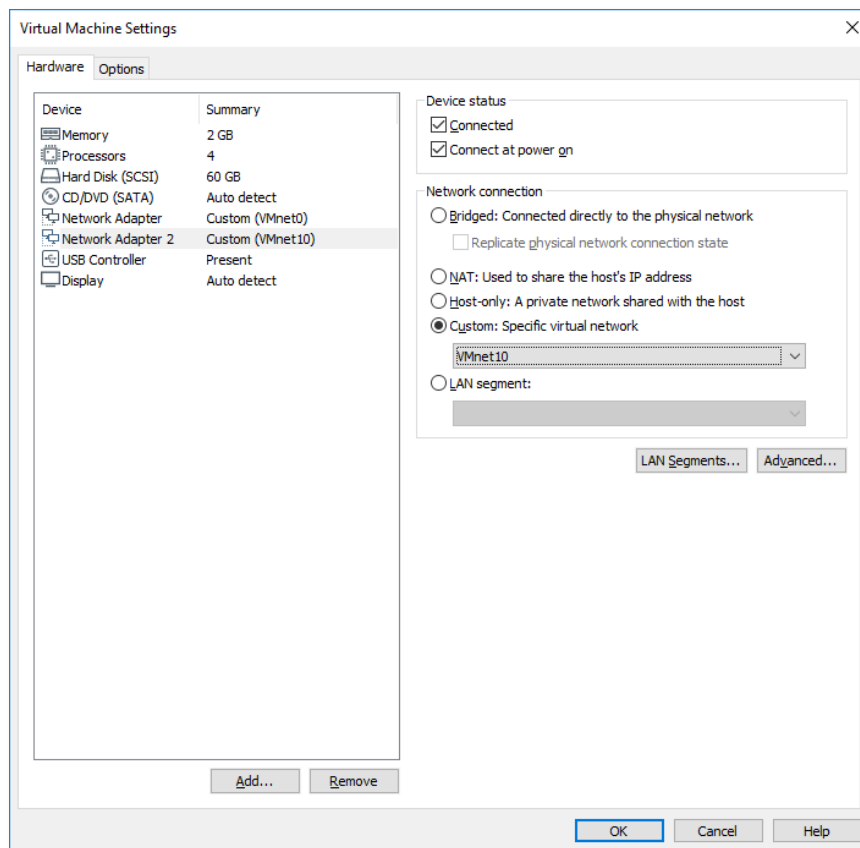 Virtual Machine Settings
Hardware Options
Device Summary
Memory 2 GB
Processors 4
Hard Disk (SCSI) 60 GB
CD/DVD (SATA) Auto detect
Network Adapter Custom (VMnet0)
Network Adapter 2 Custom (VMnet10)
USB Controller Present
Display Auto detect
Add... Remove
Device status
Connected
Connect at power on
Network connection
Bridged: Connected directly to the physical network
Replicate physical network connection state
NAT: Used to share the host's IP address
Host-only: A private network shared with the host
Custom: Specific virtual network
VMnet10
LAN segment:
LAN Segments... Advanced...
OK Cancel Help